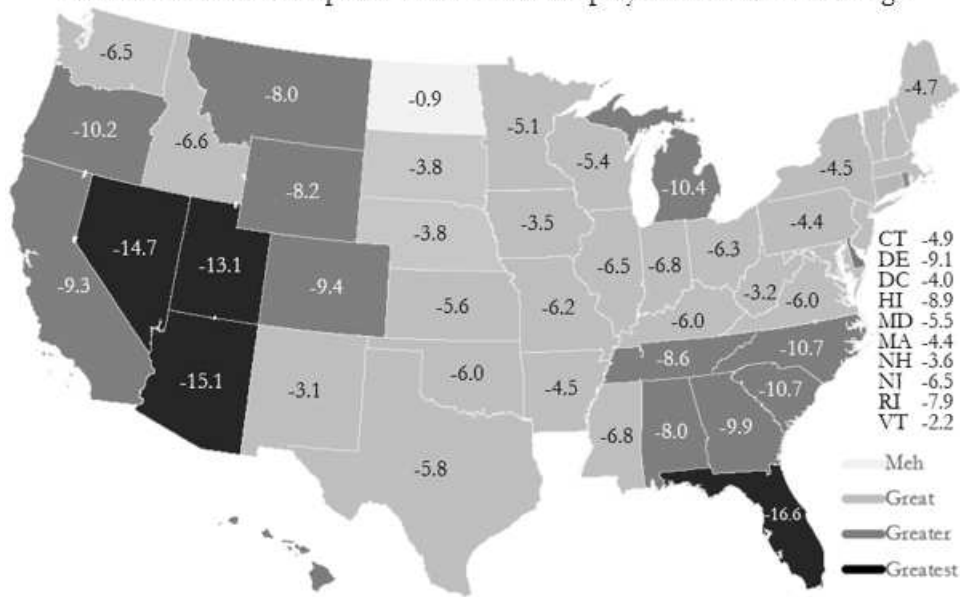 -6.5
-8.0
-0.9
-4.7
-10.2
-6.6
-5.1
-5.4
-8.2
-3.8
-10.4
-4.5
-14.7
-13.1
-3.8
-3.5
-4.4
-9.3
-9.4
-5.6
-6.2
-6.5
-6.8
-6.3
-3.2
-6.0
-6.0
-15.1
-3.1
-6.0
-4.5
-8.6
-10.7
-10.7
-5.8
-6.8
-8.0
-9.9
-16.6
CT -4.9
DE -9.1
DC -4.0
HI -8.9
MD -5.5
MA -4.4
NH -3.6
NJ -6.5
RI -7.9
VT -2.2
Meh
Great
Greater
Greatest